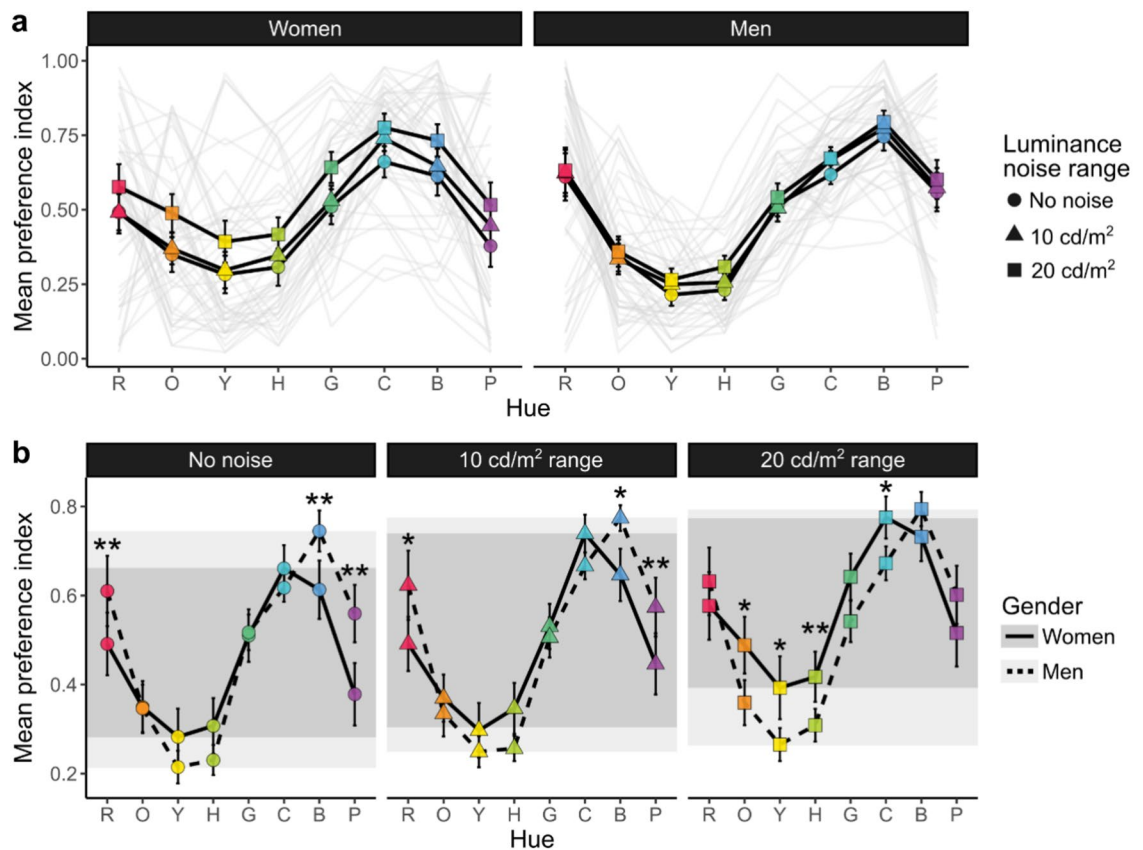 a
Women
Men
Mean preference index
1.00
0.75
0.50
0.25
0.00
R O Y H G C B P
R O Y H G C B P
Hue
Luminance
noise range
No noise
10 cd/m²
20 cd/m²
b
No noise
10 cd/m² range
20 cd/m² range
Mean preference index
0.8
0.6
0.4
0.2
** ** **
* * **
* * ** *
R O Y H G C B P
R O Y H G C B P
R O Y H G C B P
Hue
Gender
Women
Men